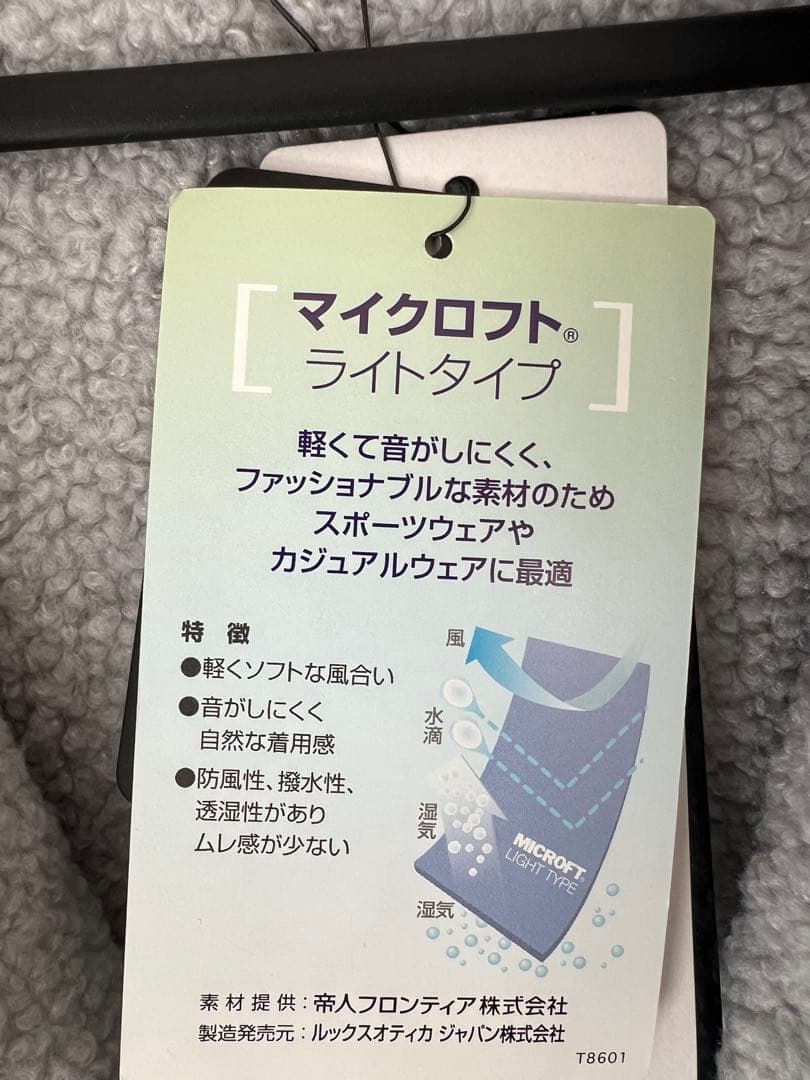 マイクロフト®
ライトタイプ
軽くて音がしにくく、
ファッショナブルな素材のため
スポーツウェアや
カジュアルウェアに最適
特徴
●軽くソフトな風合い
●音がしにくく
自然な着用感
●防風性、撥水性、
透湿性があり
ムレ感が少ない
風
水滴
湿気
MICROFT®
LIGHT TYPE
湿気
素材提供：帝人フロンティア株式会社
製造発売元：ルックスオティカ ジャパン株式会社
T8601